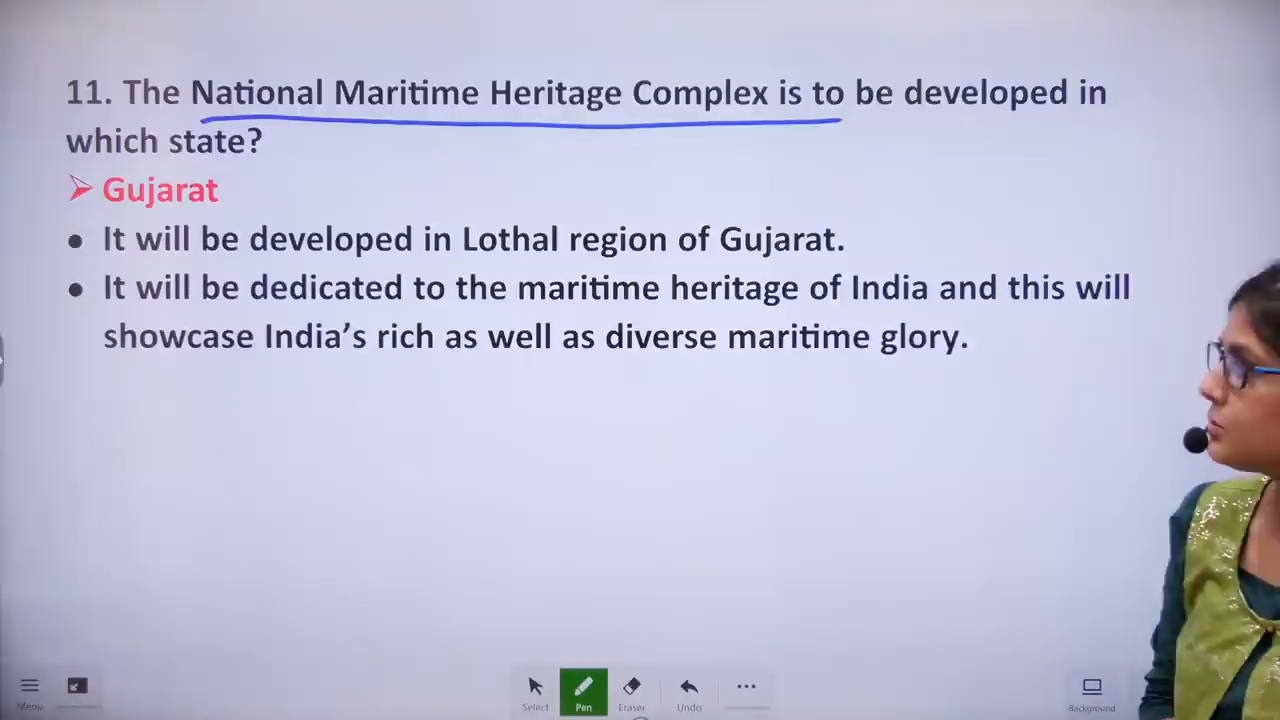 11. The National Maritime Heritage Complex is to be developed in
which state?
➢ Gujarat
• It will be developed in Lothal region of Gujarat.
• It will be dedicated to the maritime heritage of India and this will
showcase India’s rich as well as diverse maritime glory.
Menu
Select
Pen
Eraser
Undo
Background